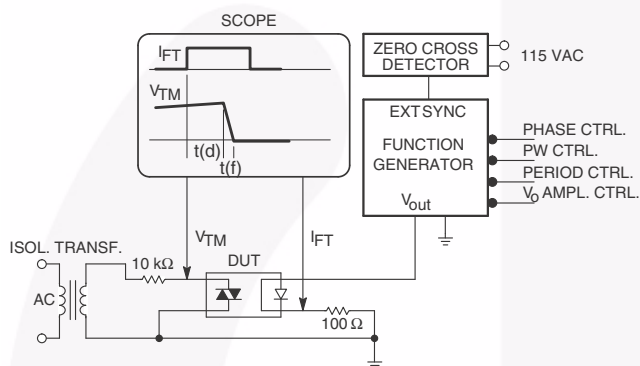 SCOPE
IFT
VTM
t(d)
t(f)
ZERO CROSS
DETECTOR
115 VAC
EXT SYNC
FUNCTION
GENERATOR
Vout
PHASE CTRL.
PW CTRL.
PERIOD CTRL.
Vo AMPL. CTRL.
ISOL. TRANSF.
AC
10 kΩ
VTM
DUT
IFT
100 Ω